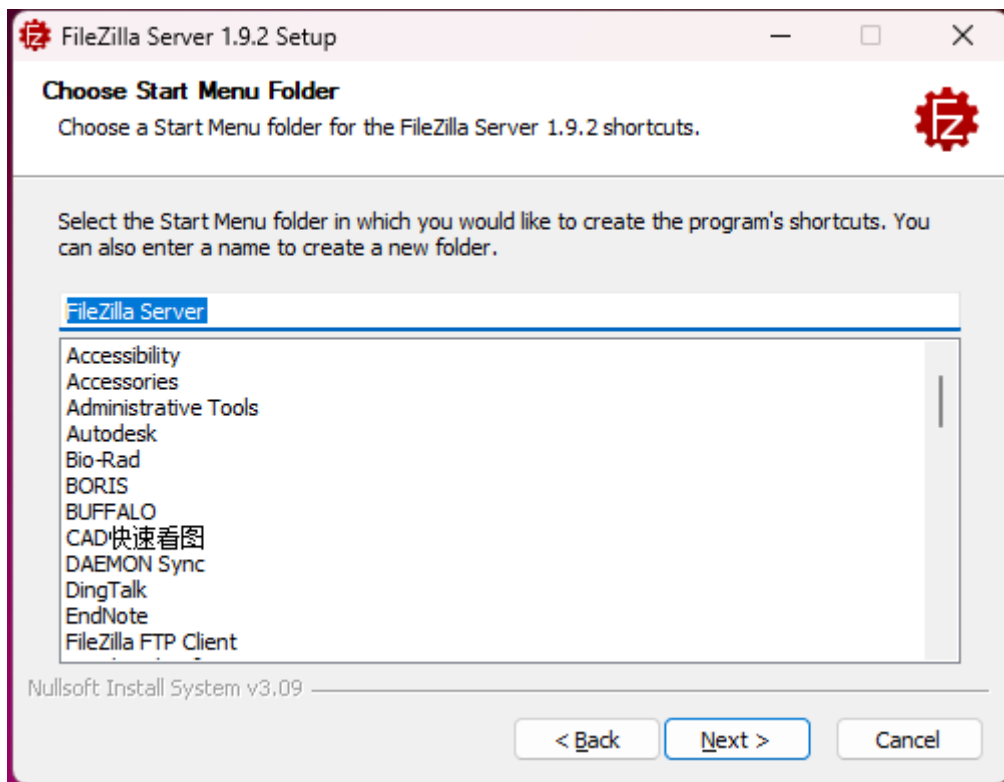 FileZilla Server 1.9.2 Setup
Choose Start Menu Folder
Choose a Start Menu folder for the FileZilla Server 1.9.2 shortcuts.
Select the Start Menu folder in which you would like to create the program's shortcuts. You
can also enter a name to create a new folder.
FileZilla Server
Accessibility
Accessories
Administrative Tools
Autodesk
Bio-Rad
BORIS
BUFFALO
CAD快速看图
DAEMON Sync
DingTalk
EndNote
FileZilla FTP Client
Nullsoft Install System v3.09
< Back
Next >
Cancel